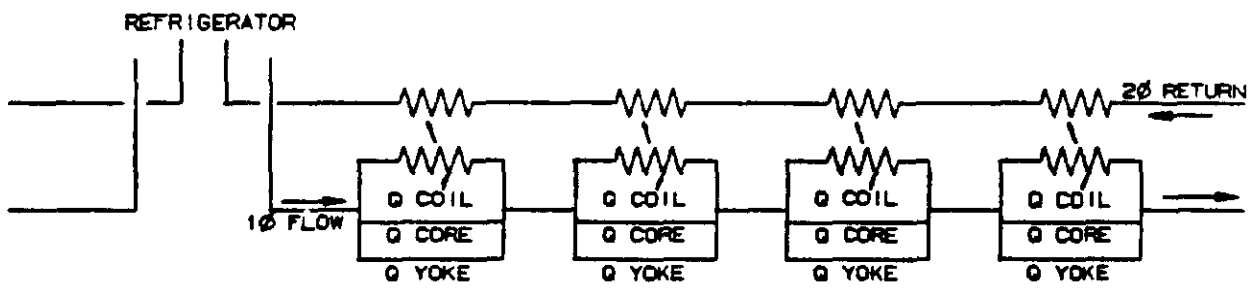 REFRIGERATOR
2Ø RETURN
Q COIL Q COIL Q COIL Q COIL
1Ø FLOW
Q CORE Q CORE Q CORE Q CORE
Q YOKE Q YOKE Q YOKE Q YOKE